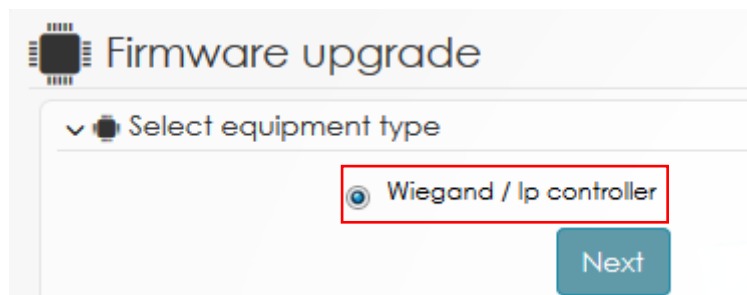 Firmware upgrade
Select equipment type
Wiegand / Ip controller
Next